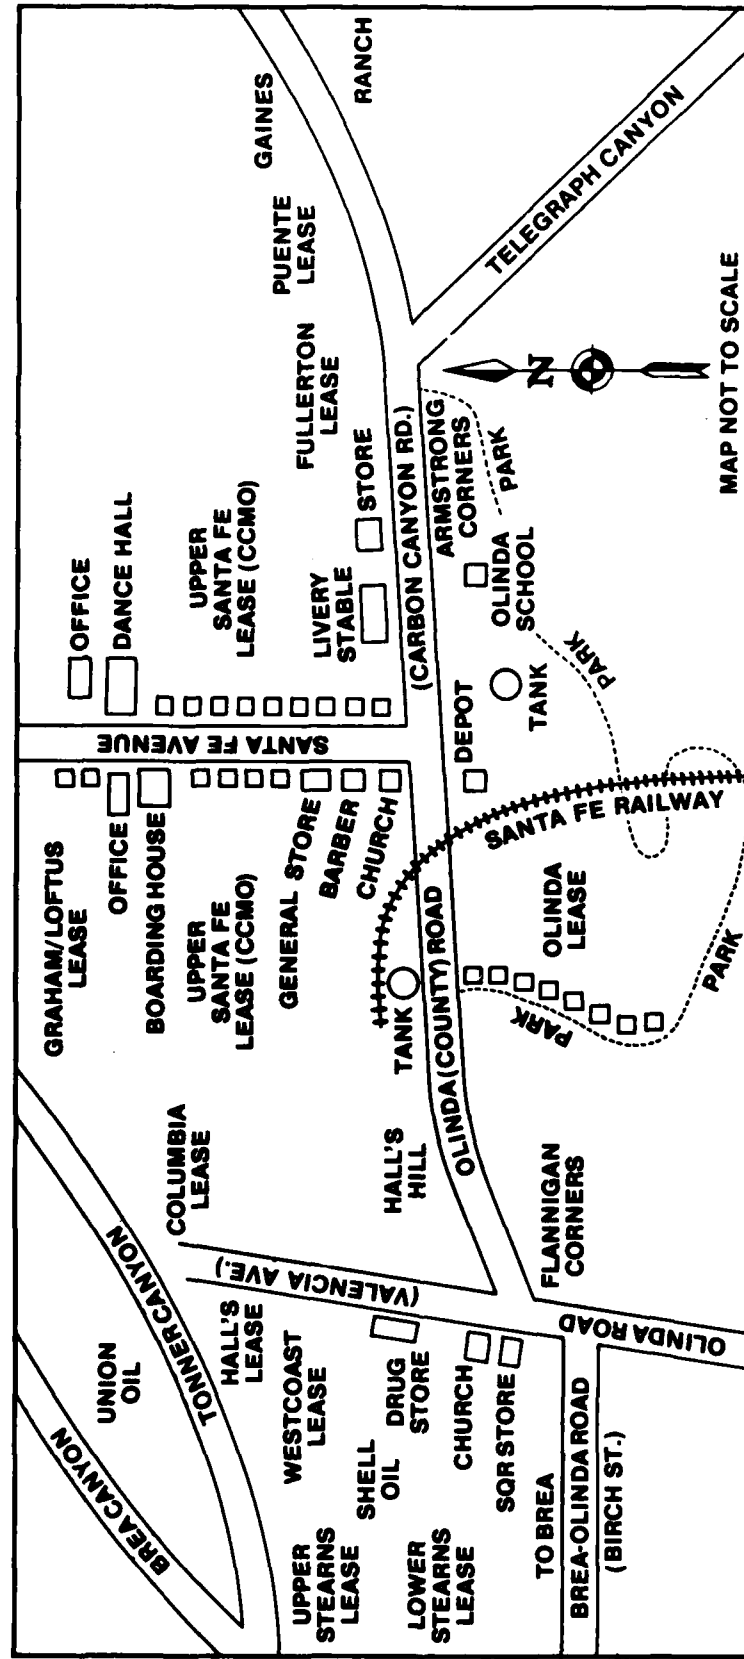 BREA CANYON
UNION
OIL
TONNER CANYON
COLUMBIA
LEASE
HALL'S
LEASE
WESTCOAST
LEASE
UPPER
STEARNS
LEASE
SHELL
OIL
DRUG
STORE
LOWER
STEARNS
LEASE
CHURCH
SQR STORE
TO BREA
BREA-OLINDA ROAD
(BIRCH ST.)
(VALENCIA AVE.)
OLINDA ROAD
FLANNIGAN
CORNERS
HALL'S
HILL
GRAHAM/LOFTUS
LEASE
OFFICE
BOARDING HOUSE
UPPER
SANTA FE
LEASE (CCMO)
GENERAL STORE
BARBER
CHURCH
TANK
OLINDA (COUNTY) ROAD
SANTA FE AVENUE
OFFICE
DANCE HALL
UPPER
SANTA FE
LEASE (CCMO)
LIVERY
STABLE
STORE
FULLERTON
LEASE
PUENTE
LEASE
GAINES
RANCH
(CARBON CANYON RD.)
ARMSTRONG
CORNERS
TELEGRAPH CANYON
DEPOT
TANK
OLINDA
SCHOOL
PARK
PARK
SANTA FE RAILWAY
OLINDA
LEASE
PARK
PARK
N
MAP NOT TO SCALE